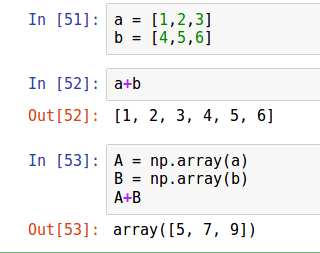 In [51]: a = [1,2,3]
b = [4,5,6]
In [52]: a+b
Out[52]: [1, 2, 3, 4, 5, 6]
In [53]: A = np.array(a)
B = np.array(b)
A+B
Out[53]: array([5, 7, 9])